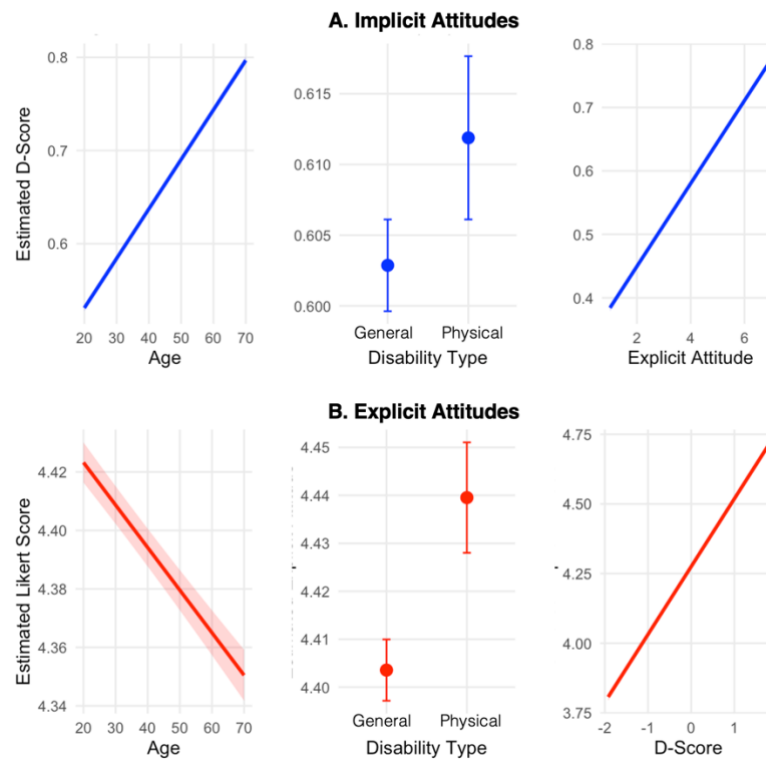 A. Implicit Attitudes
Estimated D-Score
0.8
0.7
0.6
20 30 40 50 60 70
Age
0.615
0.610
0.605
0.600
General Physical
Disability Type
0.8
0.7
0.6
0.5
0.4
2 4 6
Explicit Attitude
B. Explicit Attitudes
Estimated Likert Score
4.42
4.40
4.38
4.36
4.34
20 30 40 50 60 70
Age
4.45
4.44
4.43
4.42
4.41
4.40
General Physical
Disability Type
4.75
4.50
4.25
4.00
3.75
-2 -1 0 1
D-Score